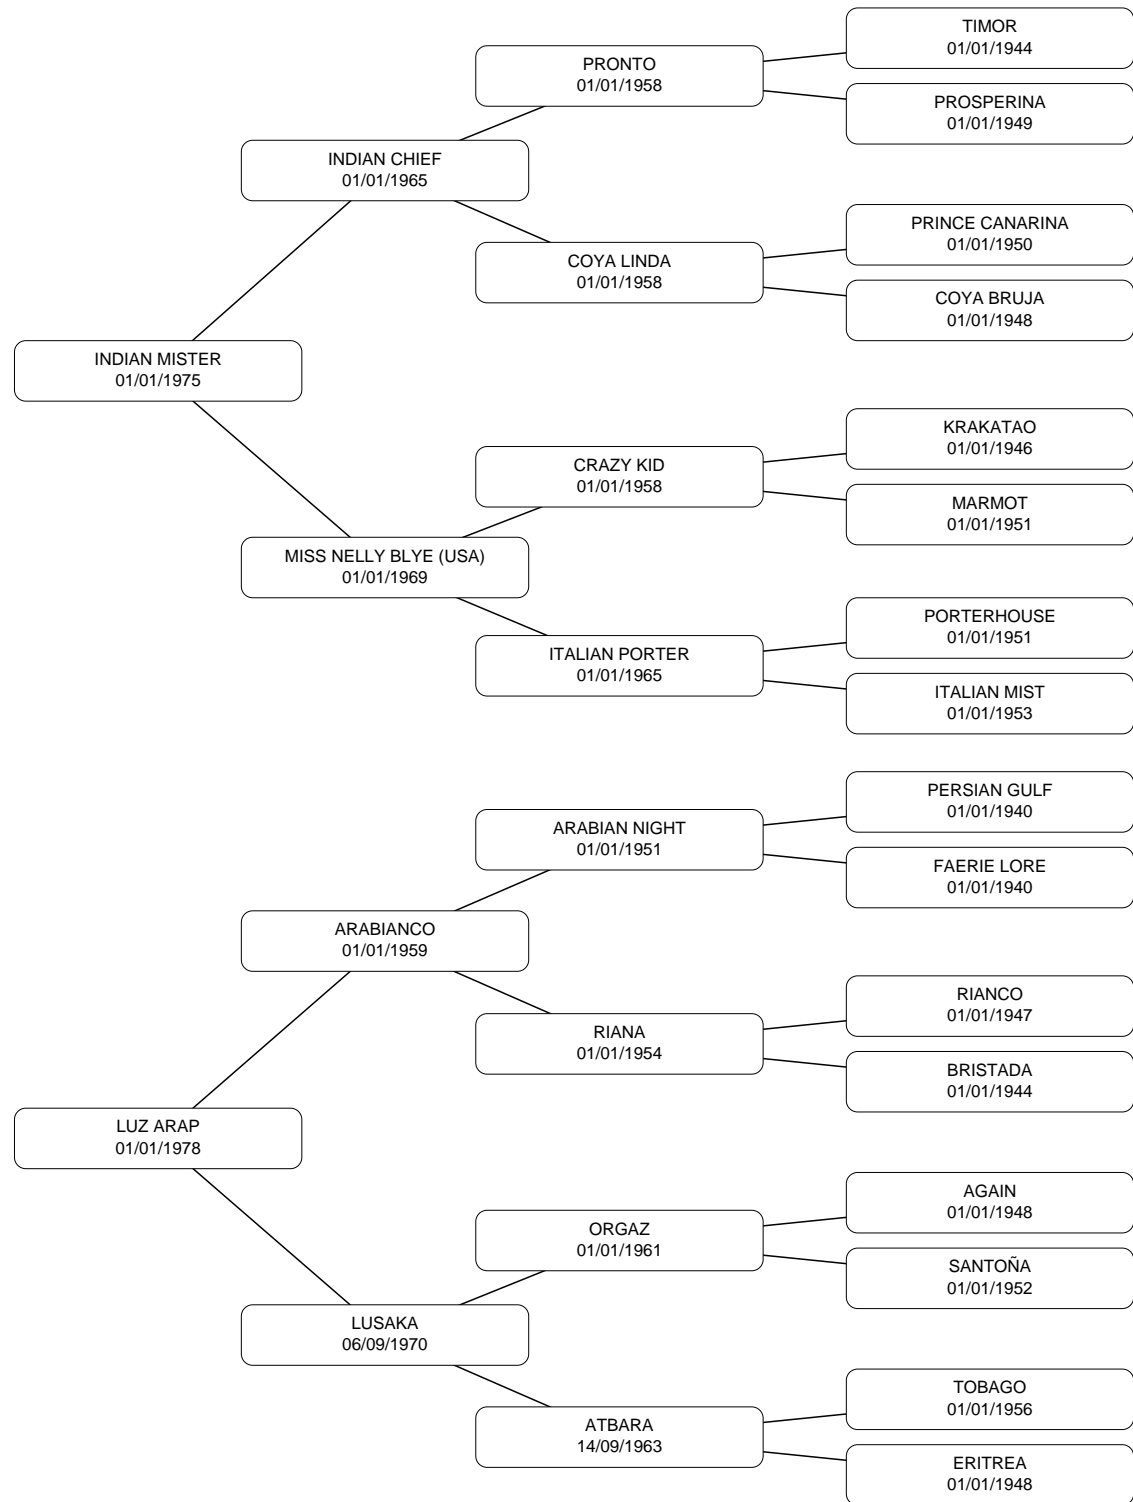 TIMOR
01/01/1944
PRONTO
01/01/1958
PROSPERINA
01/01/1949
INDIAN CHIEF
01/01/1965
PRINCE CANARINA
01/01/1950
COYA LINDA
01/01/1958
COYA BRUJA
01/01/1948
INDIAN MISTER
01/01/1975
KRAKATAO
01/01/1946
CRAZY KID
01/01/1958
MARMOT
01/01/1951
MISS NELLY BLYE (USA)
01/01/1969
PORTERHOUSE
01/01/1951
ITALIAN PORTER
01/01/1965
ITALIAN MIST
01/01/1953
PERSIAN GULF
01/01/1940
ARABIAN NIGHT
01/01/1951
FAERIE LORE
01/01/1940
ARABIANCO
01/01/1959
RIANCO
01/01/1947
RIANA
01/01/1954
BRISTADA
01/01/1944
LUZ ARAP
01/01/1978
AGAIN
01/01/1948
ORGAZ
01/01/1961
SANTOÑA
01/01/1952
LUSAKA
06/09/1970
TOBAGO
01/01/1956
ATBARA
14/09/1963
ERITREA
01/01/1948